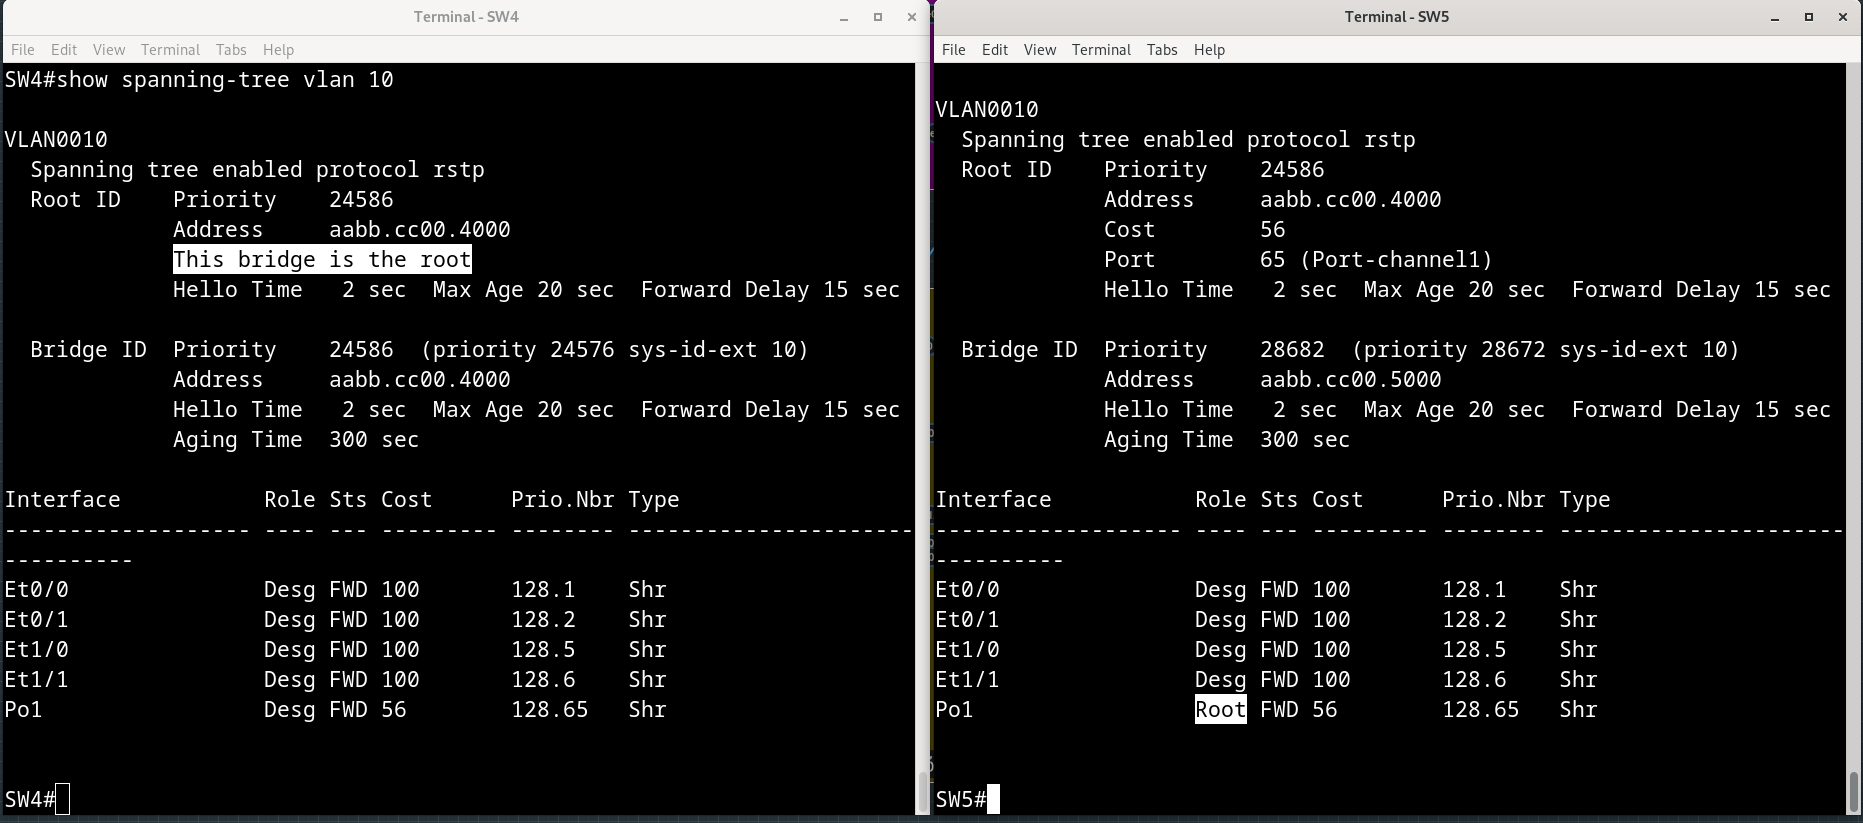 Terminal - SW4
File Edit View Terminal Tabs Help
SW4#show spanning-tree vlan 10
VLAN0010
  Spanning tree enabled protocol rstp
  Root ID    Priority    24586
             Address     aabb.cc00.4000
             This bridge is the root
             Hello Time   2 sec  Max Age 20 sec  Forward Delay 15 sec
  Bridge ID  Priority    24586  (priority 24576 sys-id-ext 10)
             Address     aabb.cc00.4000
             Hello Time   2 sec  Max Age 20 sec  Forward Delay 15 sec
             Aging Time  300 sec
Interface           Role Sts Cost      Prio.Nbr Type
------------------- ---- --- --------- -------- ----------------------
----------
Et0/0               Desg FWD 100       128.1    Shr
Et0/1               Desg FWD 100       128.2    Shr
Et1/0               Desg FWD 100       128.5    Shr
Et1/1               Desg FWD 100       128.6    Shr
Po1                 Desg FWD 56        128.65   Shr
SW4#
Terminal - SW5
File Edit View Terminal Tabs Help
VLAN0010
  Spanning tree enabled protocol rstp
  Root ID    Priority    24586
             Address     aabb.cc00.4000
             Cost        56
             Port        65 (Port-channel1)
             Hello Time   2 sec  Max Age 20 sec  Forward Delay 15 sec
  Bridge ID  Priority    28682  (priority 28672 sys-id-ext 10)
             Address     aabb.cc00.5000
             Hello Time   2 sec  Max Age 20 sec  Forward Delay 15 sec
             Aging Time  300 sec
Interface           Role Sts Cost      Prio.Nbr Type
------------------- ---- --- --------- -------- ----------------------
----------
Et0/0               Desg FWD 100       128.1    Shr
Et0/1               Desg FWD 100       128.2    Shr
Et1/0               Desg FWD 100       128.5    Shr
Et1/1               Desg FWD 100       128.6    Shr
Po1                 Root FWD 56        128.65   Shr
SW5#